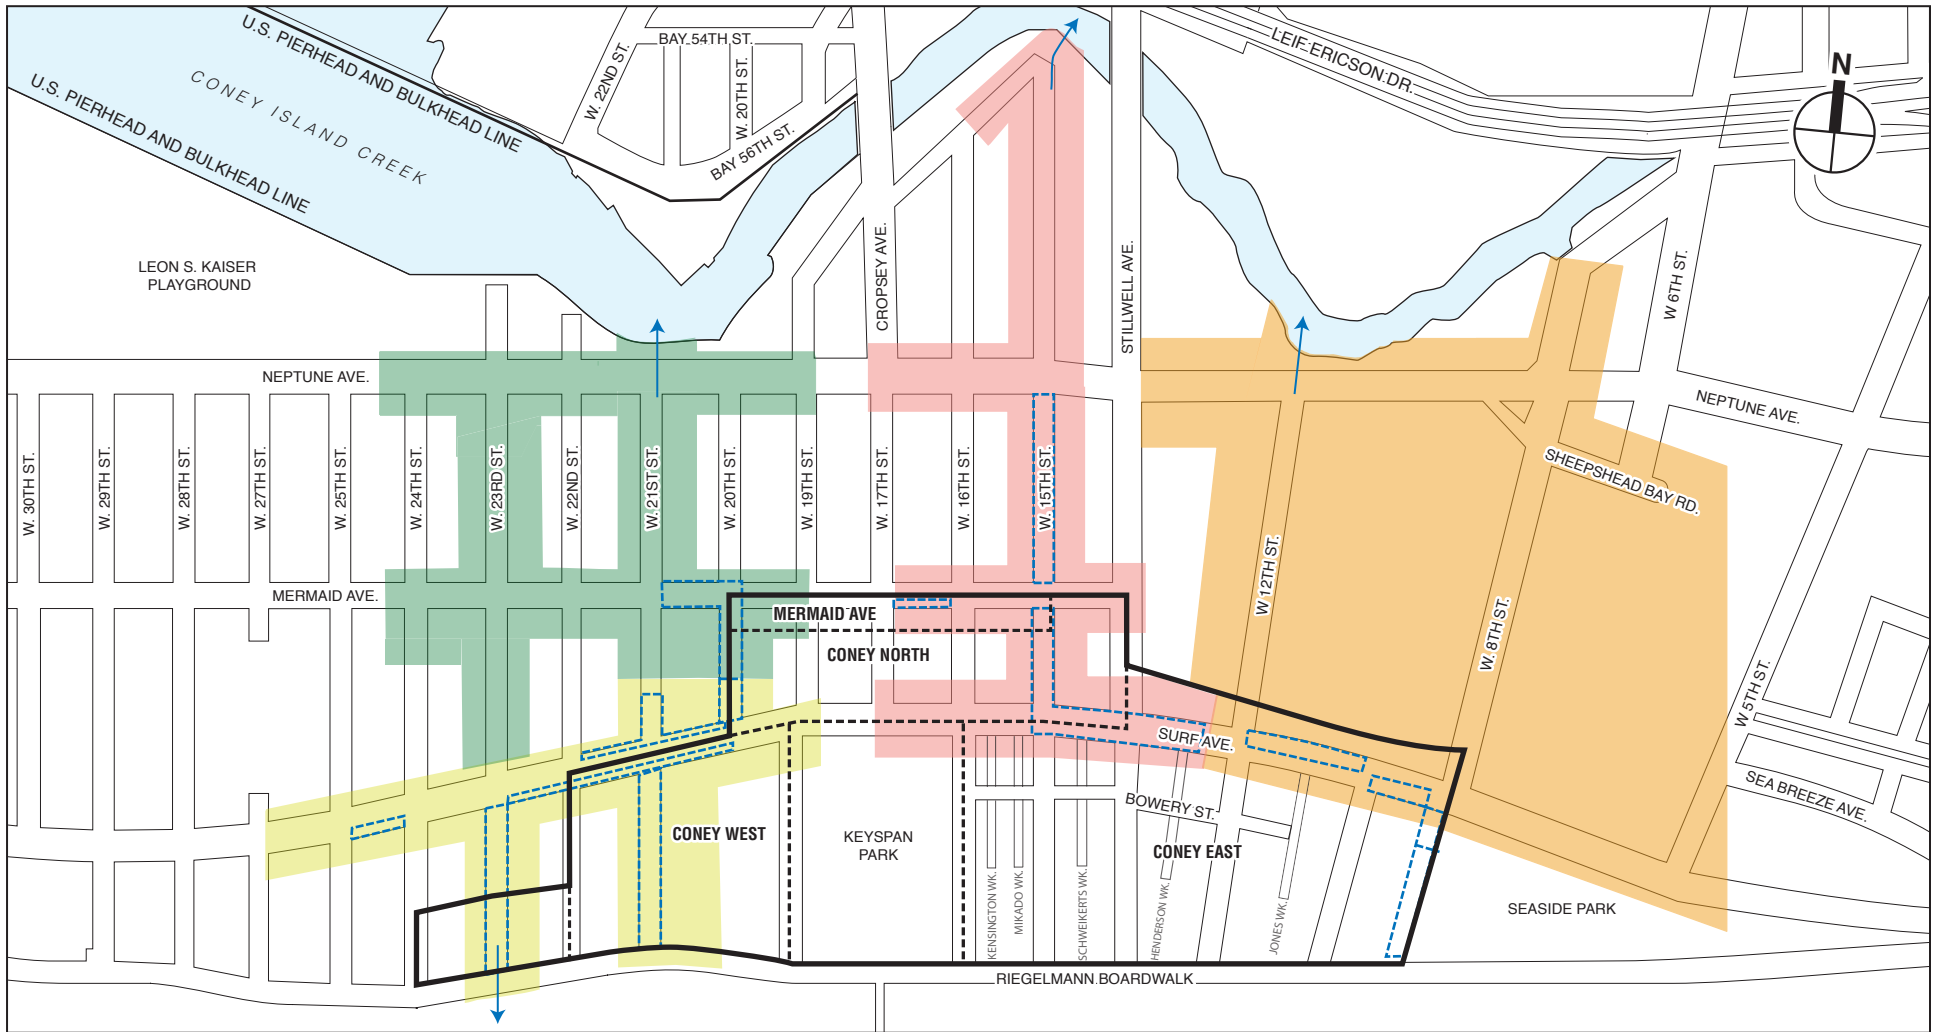 U.S. PIERHEAD AND BULKHEAD LINE
U.S. PIERHEAD AND BULKHEAD LINE
CONEY ISLAND CREEK
BAY 54TH ST.
W. 22ND ST.
W. 20TH ST.
BAY 56TH ST.
LEIF ERICSON DR.
N
LEON S. KAISER
PLAYGROUND
CROPSEY AVE.
STILLWELL AVE.
W 6TH ST.
NEPTUNE AVE.
NEPTUNE AVE.
W. 30TH ST.
W. 29TH ST.
W. 28TH ST.
W. 27TH ST.
W. 25TH ST.
W. 24TH ST.
W. 23RD ST.
W. 22ND ST.
W. 21ST ST.
W. 20TH ST.
W. 19TH ST.
W. 17TH ST.
W. 16TH ST.
W. 15TH ST.
SHEEPSHEAD BAY RD.
W 12TH ST.
W. 8TH ST.
W 5TH ST.
MERMAID AVE.
MERMAID AVE
CONEY NORTH
SURF AVE.
BOWERY ST.
SEA BREEZE AVE.
CONEY WEST
KEYSPAN
PARK
CONEY EAST
KENSINGTON WK.
MIKADO WK.
SCHWEIKERTS WK.
HENDERSON WK.
JONES WK.
SEASIDE PARK
RIEGELMANN BOARDWALK